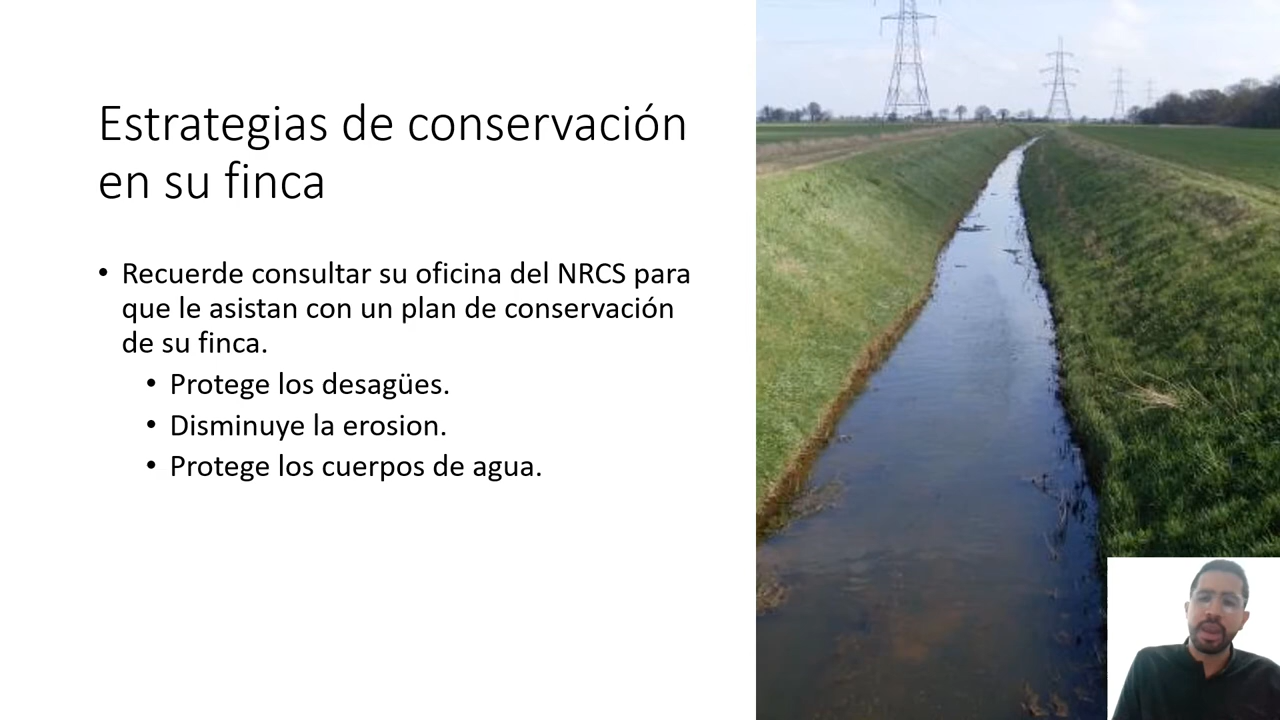 Estrategias de conservación
en su finca
• Recuerde consultar su oficina del NRCS para
que le asistan con un plan de conservación
de su finca.
• Protege los desagües.
• Disminuye la erosion.
• Protege los cuerpos de agua.